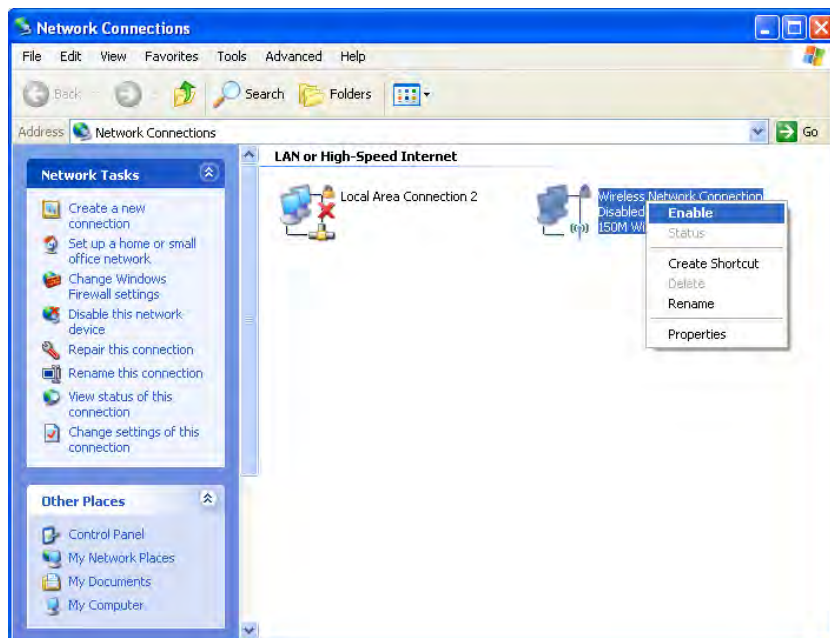 Network Connections
File Edit View Favorites Tools Advanced Help
Back Search Folders
Address Network Connections Go
Network Tasks
Create a new
connection
Set up a home or small
office network
Change Windows
Firewall settings
Disable this network
device
Repair this connection
Rename this connection
View status of this
connection
Change settings of this
connection
Other Places
Control Panel
My Network Places
My Documents
My Computer
LAN or High-Speed Internet
Local Area Connection 2
Wireless Network Connection
Disabled
150M
Enable
Status
Create Shortcut
Delete
Rename
Properties